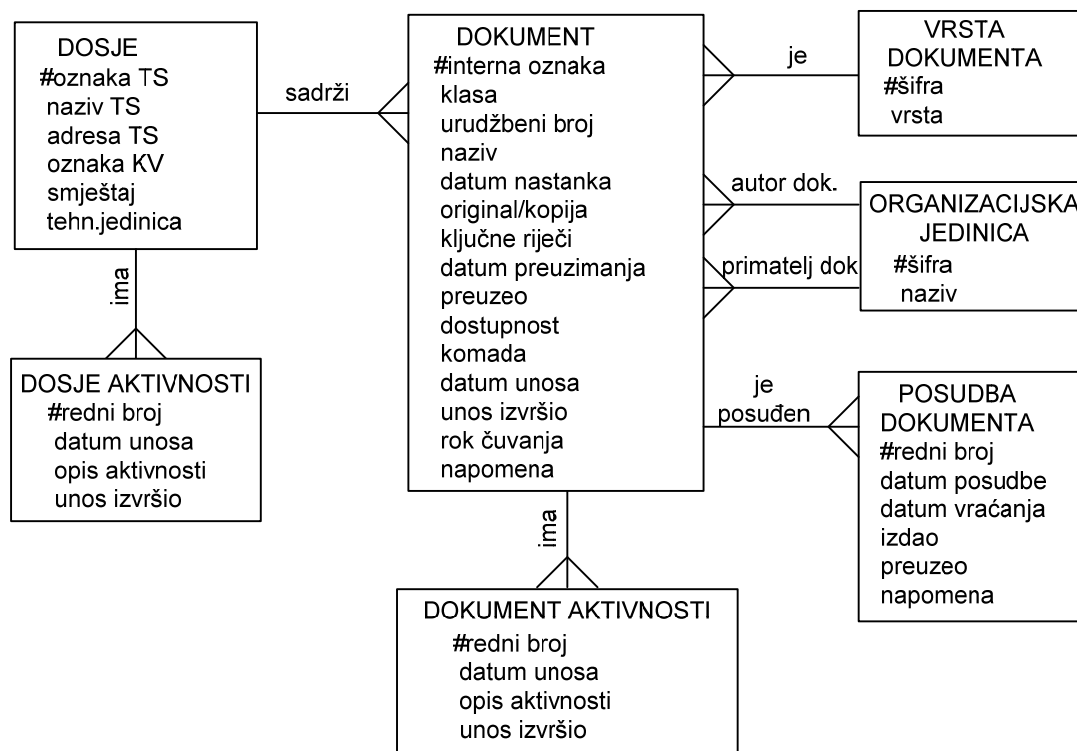 DOSJE
#oznaka TS
naziv TS
adresa TS
oznaka KV
smještaj
tehn.jedinica
sadrži
ima
DOSJE AKTIVNOSTI
#redni broj
datum unosa
opis aktivnosti
unos izvršio
DOKUMENT
#interna oznaka
klasa
urudžbeni broj
naziv
datum nastanka
original/kopija
ključne riječi
datum preuzimanja
preuzeo
dostupnost
komada
datum unosa
unos izvršio
rok čuvanja
napomena
ima
DOKUMENT AKTIVNOSTI
#redni broj
datum unosa
opis aktivnosti
unos izvršio
je
VRSTA
DOKUMENTA
#šifra
vrsta
autor dok.
primatelj dok
ORGANIZACIJSKA
JEDINICA
#šifra
naziv
je
posuđen
POSUDBA
DOKUMENTA
#redni broj
datum posudbe
datum vraćanja
izdao
preuzeo
napomena